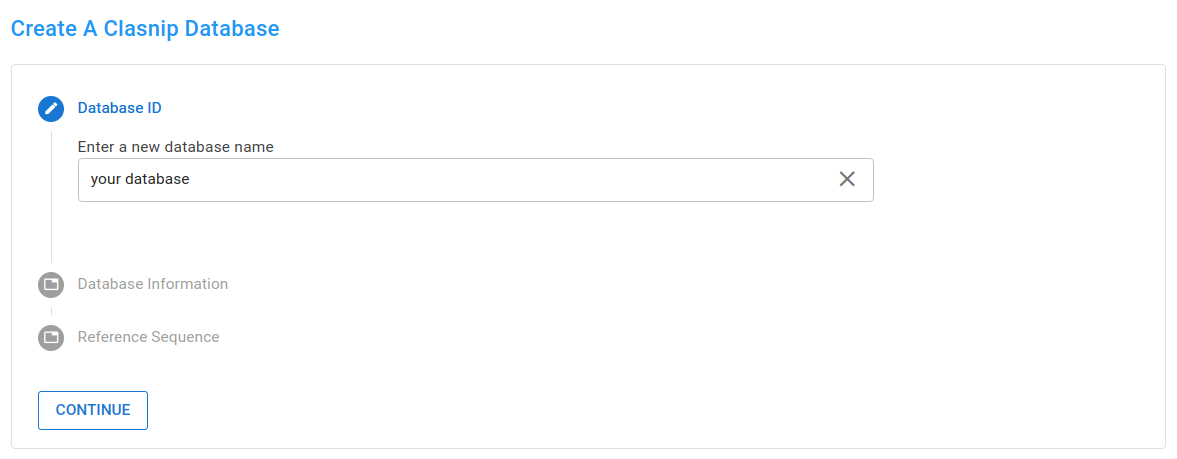 Create A Clasnip Database
Database ID
Enter a new database name
your database
Database Information
Reference Sequence
CONTINUE